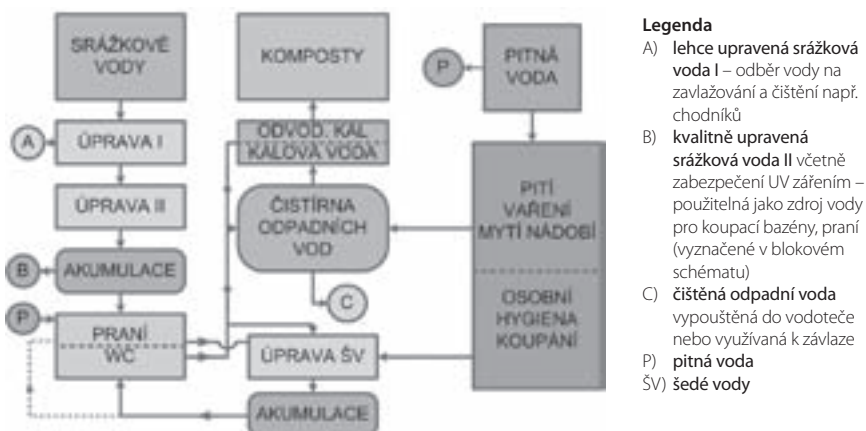 SRÁŽKOVÉ
VODY
A
ÚPRAVA I
ÚPRAVA II
B
AKUMULACE
P
PRANÍ
WC
KOMPOSTY
ODVOD. KAL
KALOVÁ VODA
ČISTÍRNA
ODPADNÍCH
VOD
C
ÚPRAVA ŠV
AKUMULACE
P
PITNÁ
VODA
PITÍ
VAŘENÍ
MYTÍ NÁDOBÍ
OSOBNÍ
HYGIENA
KOUPÁNÍ
Legenda
A) lehce upravená srážková
voda I – odběr vody na
zavlažování a čištění např.
chodníků
B) kvalitně upravená
srážková voda II včetně
zabezpečení UV zářením –
použitelná jako zdroj vody
pro koupací bazény, praní
(vyznačené v blokovém
schématu)
C) čištěná odpadní voda
vypouštěná do vodoteče
nebo využívaná k závlaze
P) pitná voda
ŠV) šedé vody